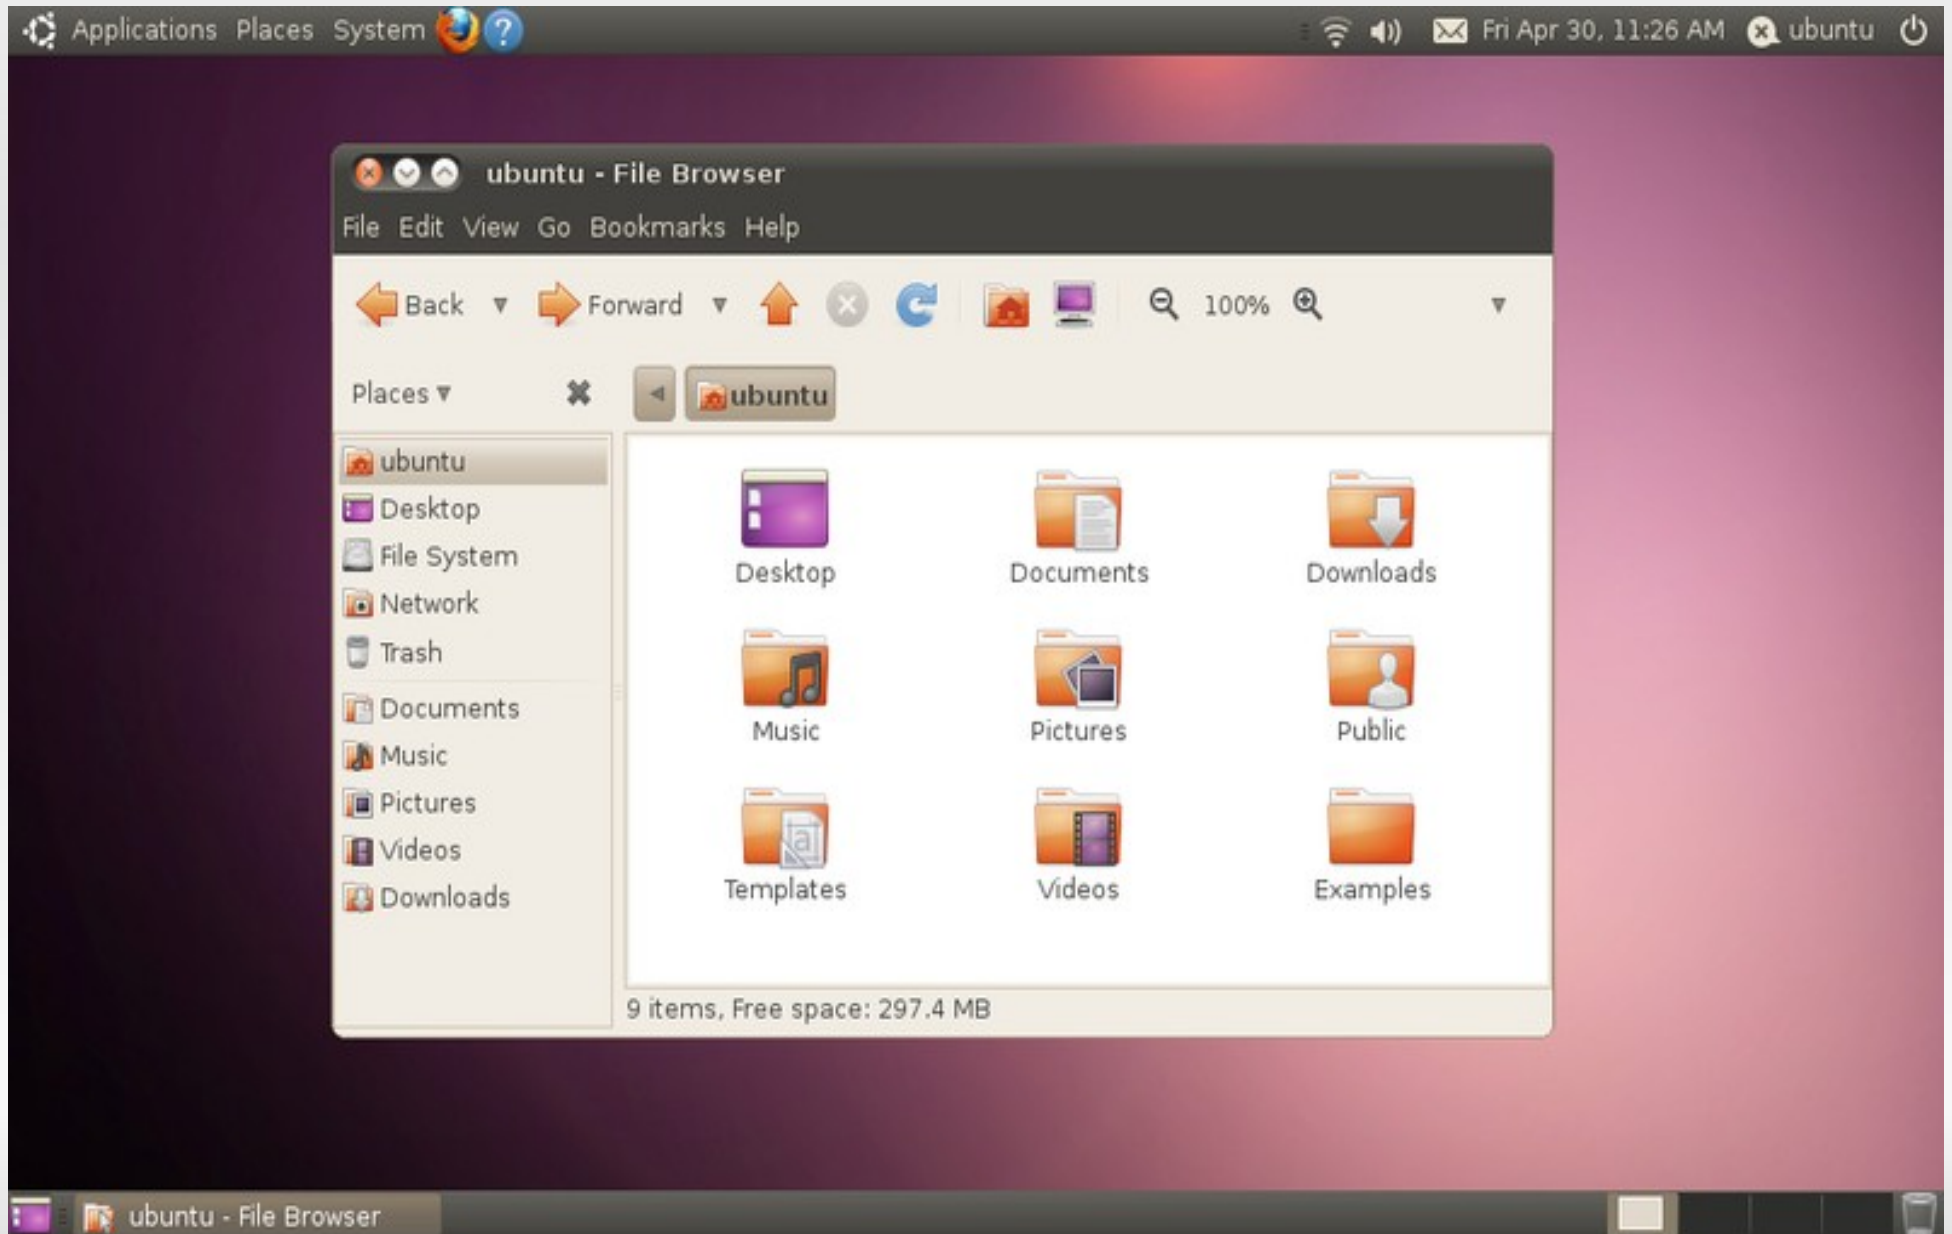 Applications Places System ? Fri Apr 30, 11:26 AM ubuntu
ubuntu - File Browser
File Edit View Go Bookmarks Help
Back Forward 100%
Places ubuntu
ubuntu
Desktop
File System
Network
Trash
Documents
Music
Pictures
Videos
Downloads
Desktop Documents Downloads
Music Pictures Public
Templates Videos Examples
9 items, Free space: 297.4 MB
ubuntu - File Browser